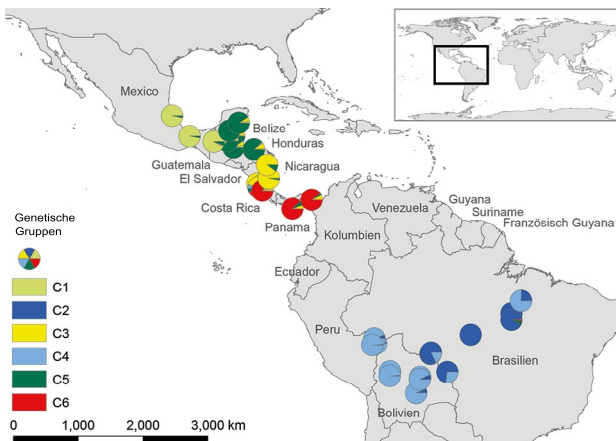 Mexico
Belize
Honduras
Guatemala
Nicaragua
El Salvador
Costa Rica
Panama
Venezuela
Guyana
Suriname
Französisch Guyana
Kolumbien
Ecuador
Peru
Brasilien
Bolivien
Genetische
Gruppen
C1
C2
C3
C4
C5
C6
0 1,000 2,000 3,000 km